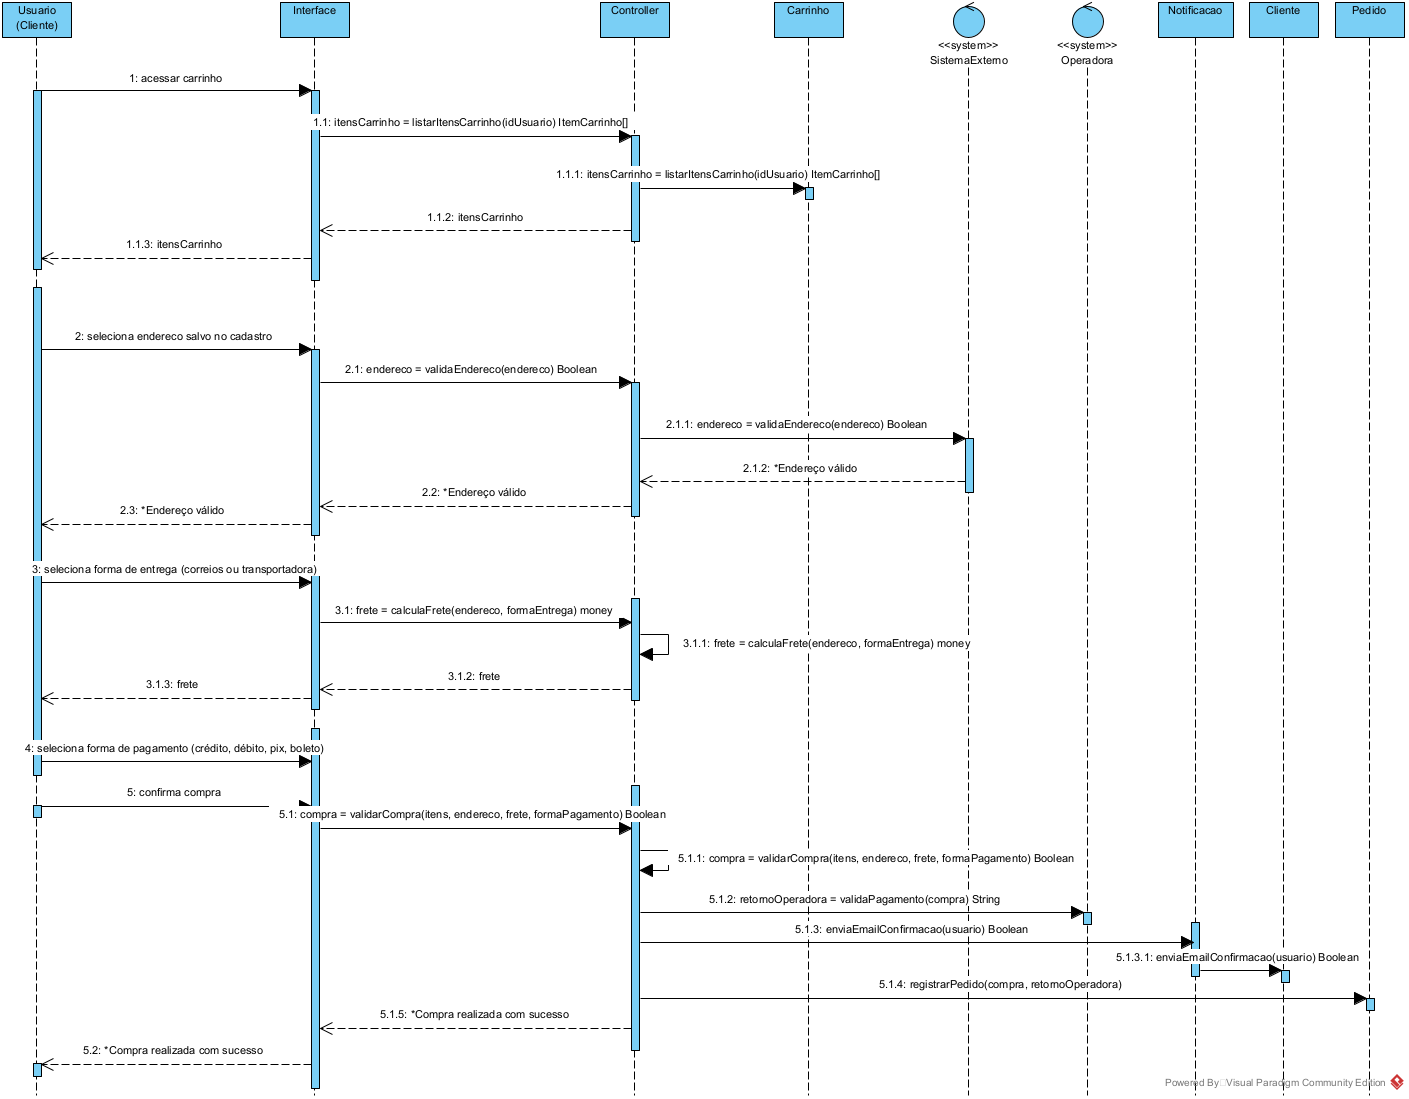 Usuario
(Cliente)
Interface
Controller
Carrinho
<<system>>
SistemaExterno
<<system>>
Operadora
Notificacao
Cliente
Pedido
1: acessar carrinho
1.1: itensCarrinho = listarItensCarrinho(idUsuario) ItemCarrinho[]
1.1.1: itensCarrinho = listarItensCarrinho(idUsuario) ItemCarrinho[]
1.1.2: itensCarrinho
1.1.3: itensCarrinho
2: seleciona endereco salvo no cadastro
2.1: endereco = validaEndereco(endereco) Boolean
2.1.1: endereco = validaEndereco(endereco) Boolean
2.1.2: *Endereço válido
2.2: *Endereço válido
2.3: *Endereço válido
3: seleciona forma de entrega (correios ou transportadora)
3.1: frete = calculaFrete(endereco, formaEntrega) money
3.1.1: frete = calculaFrete(endereco, formaEntrega) money
3.1.2: frete
3.1.3: frete
4: seleciona forma de pagamento (crédito, débito, pix, boleto)
5: confirma compra
5.1: compra = validarCompra(itens, endereco, frete, formaPagamento) Boolean
5.1.1: compra = validarCompra(itens, endereco, frete, formaPagamento) Boolean
5.1.2: retornoOperadora = validaPagamento(compra) String
5.1.3: enviaEmailConfirmacao(usuario) Boolean
5.1.3.1: enviaEmailConfirmacao(usuario) Boolean
5.1.4: registrarPedido(compra, retornoOperadora)
5.1.5: *Compra realizada com sucesso
5.2: *Compra realizada com sucesso
Powered By Visual Paradigm Community Edition